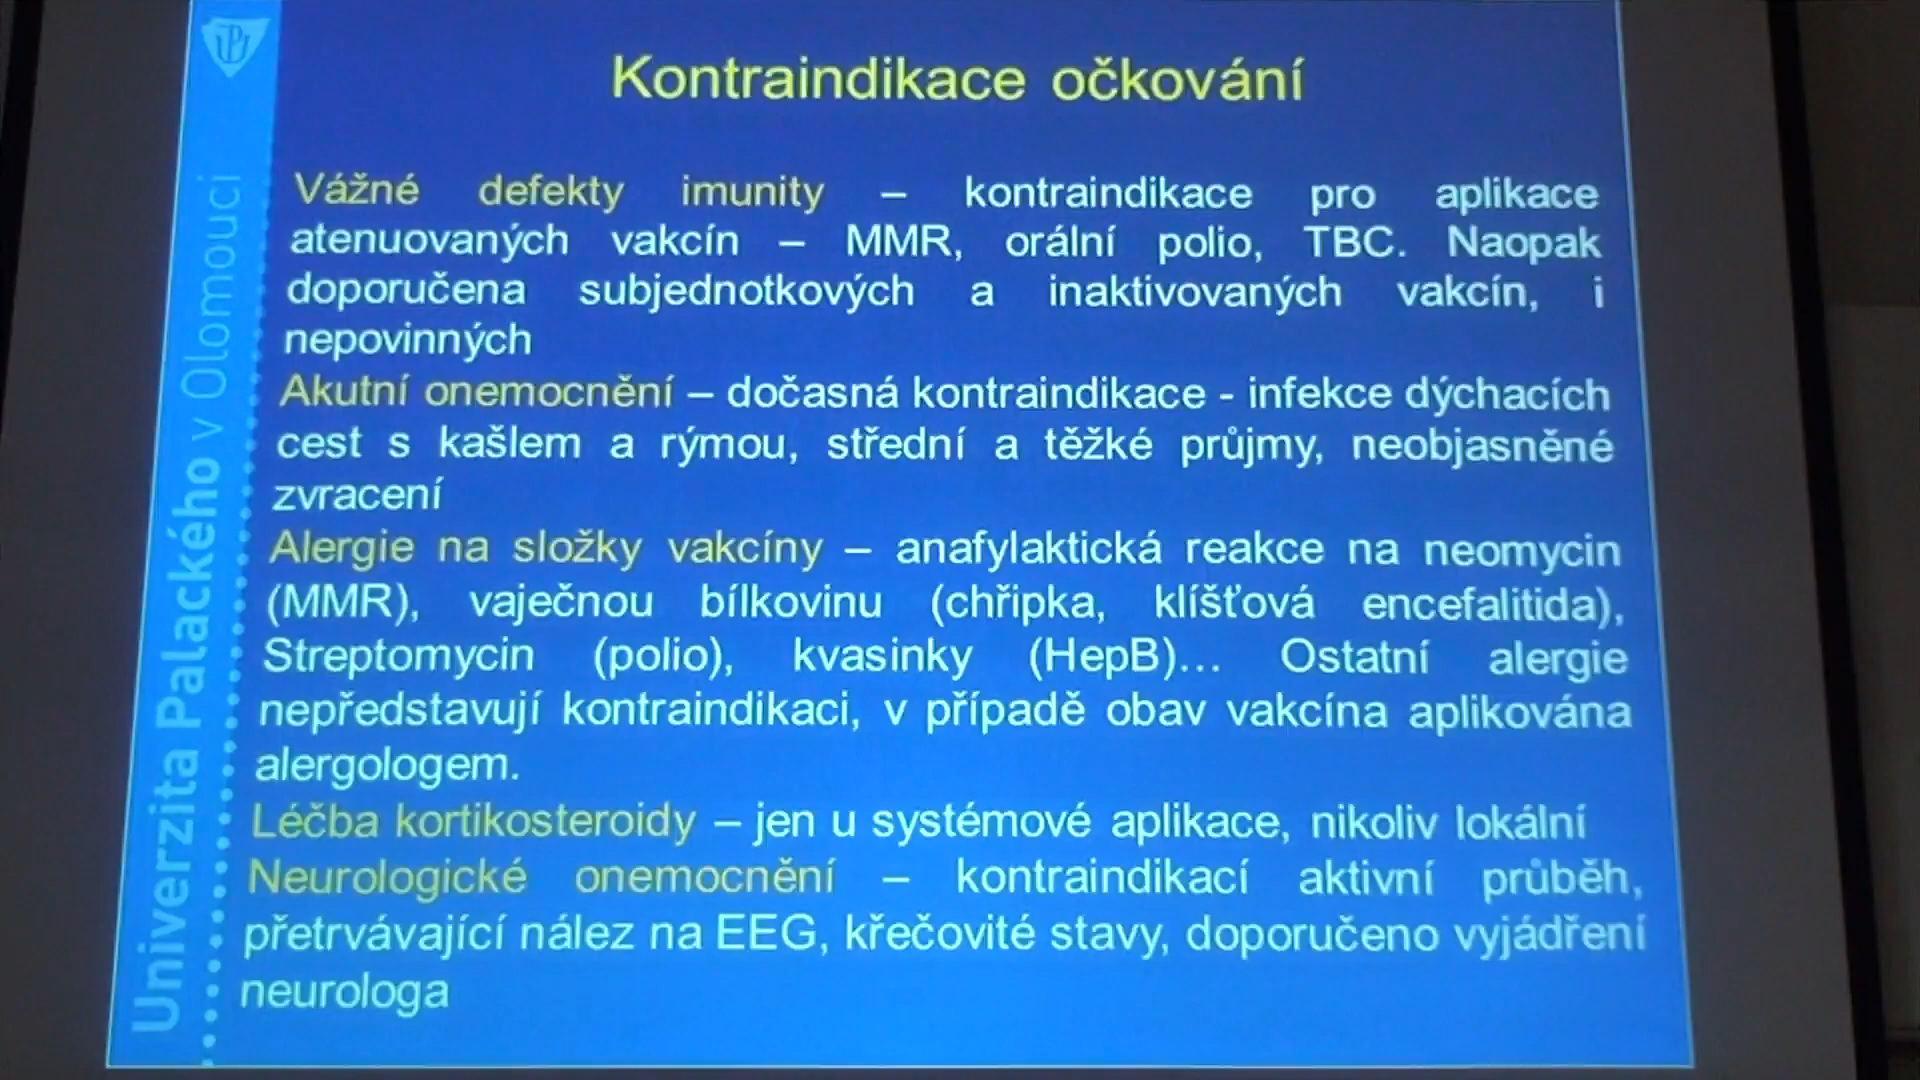 Kontraindikace očkování
Vážné defekty imunity – kontraindikace pro aplikace
atenuovaných vakcín – MMR, orální polio, TBC. Naopak
doporučena subjednotkových a inaktivovaných vakcín, i
nepovinných
Akutní onemocnění – dočasná kontraindikace - infekce dýchacích
cest s kašlem a rýmou, střední a těžké průjmy, neobjasněné
zvracení
Alergie na složky vakcíny – anafylaktická reakce na neomycin
(MMR), vaječnou bílkovinu (chřipka, klíšťová encefalitida),
Streptomycin (polio), kvasinky (HepB)… Ostatní alergie
nepředstavují kontraindikaci, v případě obav vakcína aplikována
alergologem.
Léčba kortikosteroidy – jen u systémové aplikace, nikoliv lokální
Neurologické onemocnění – kontraindikací aktivní průběh,
přetrvávající nález na EEG, křečovité stavy, doporučeno vyjádření
neurologa
Univerzita Palackého v Olomouci